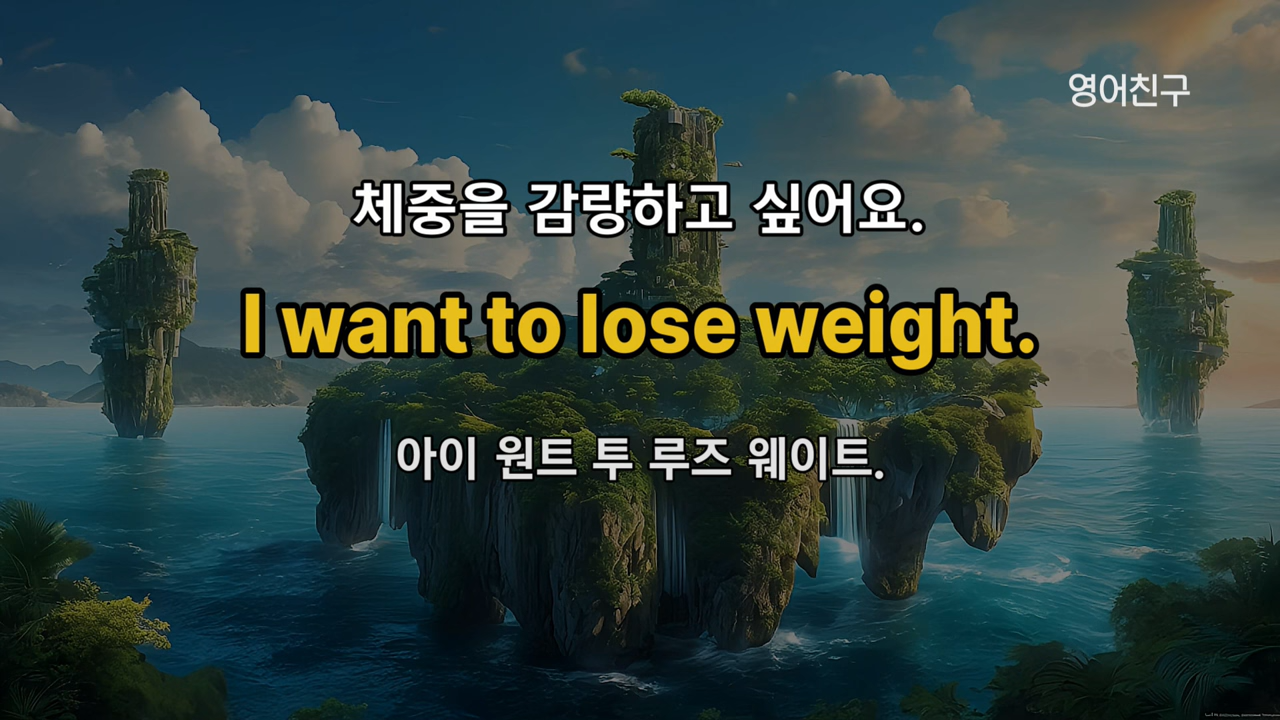 영어친구
체중을 감량하고 싶어요.
I want to lose weight.
아이 원트 투 루즈 웨이트.